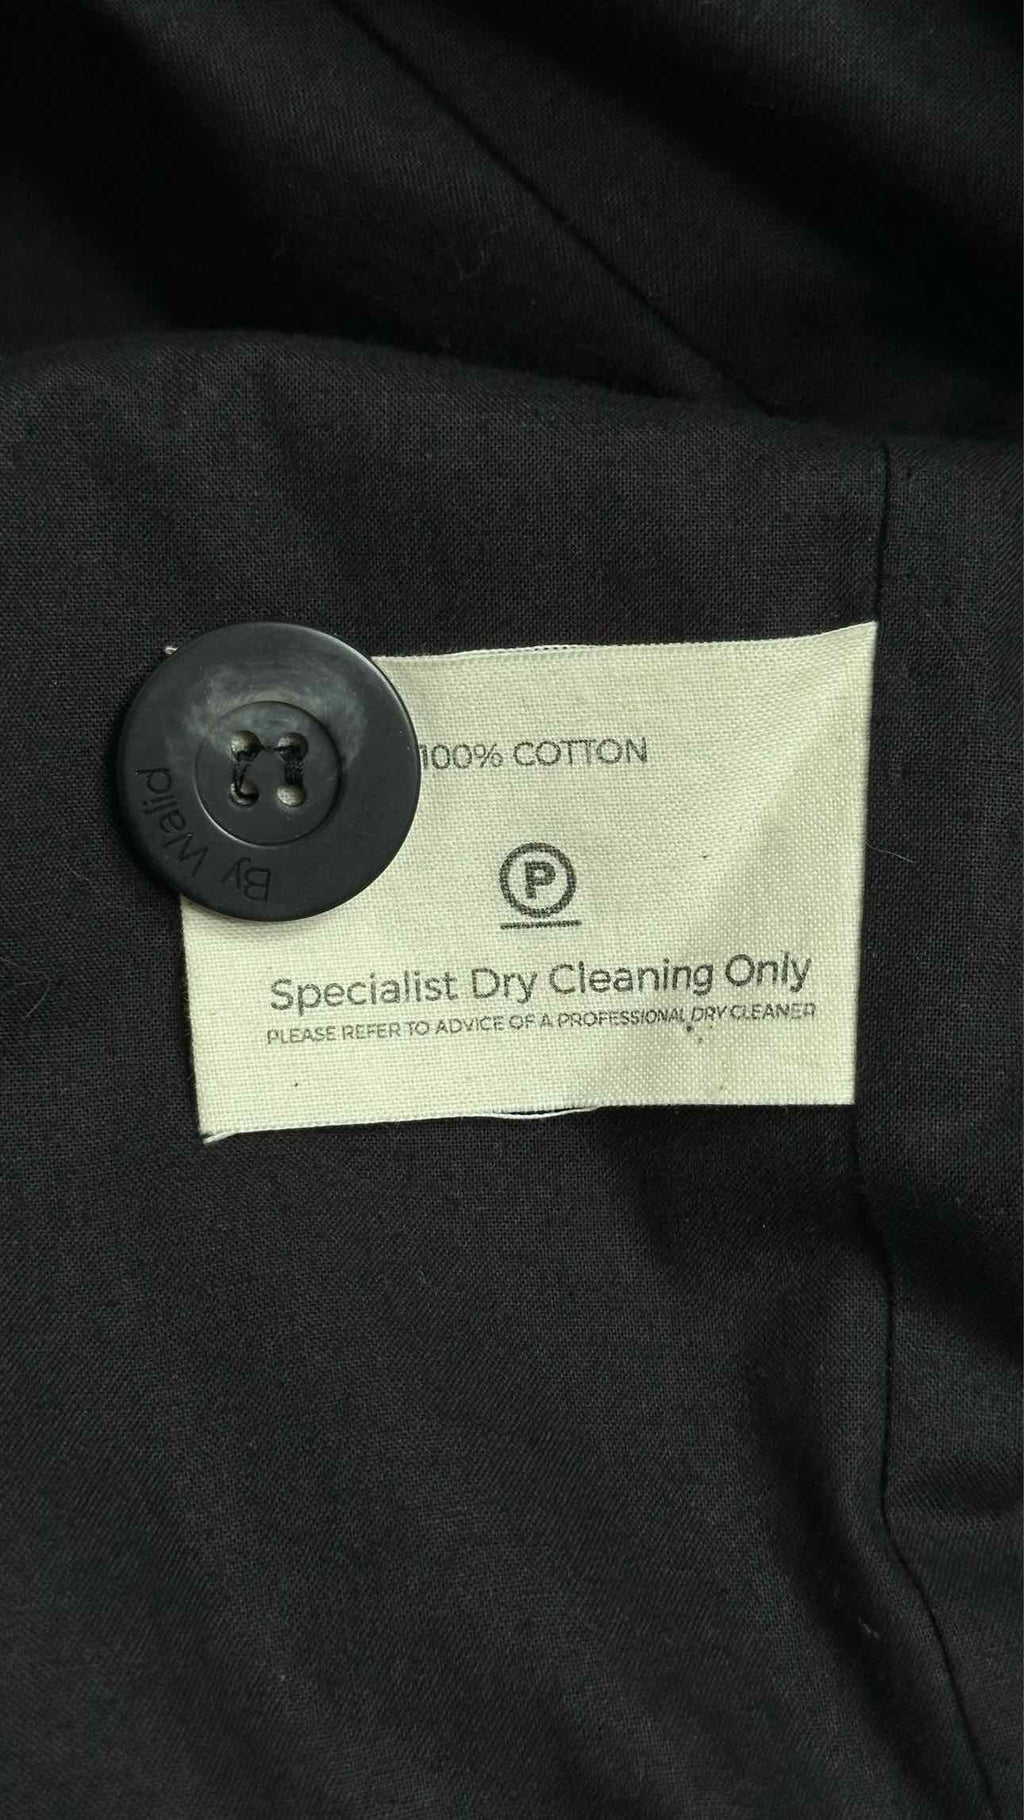 By Walid
100% COTTON
P
Specialist Dry Cleaning Only
PLEASE REFER TO ADVICE OF A PROFESSIONAL DRY CLEANER